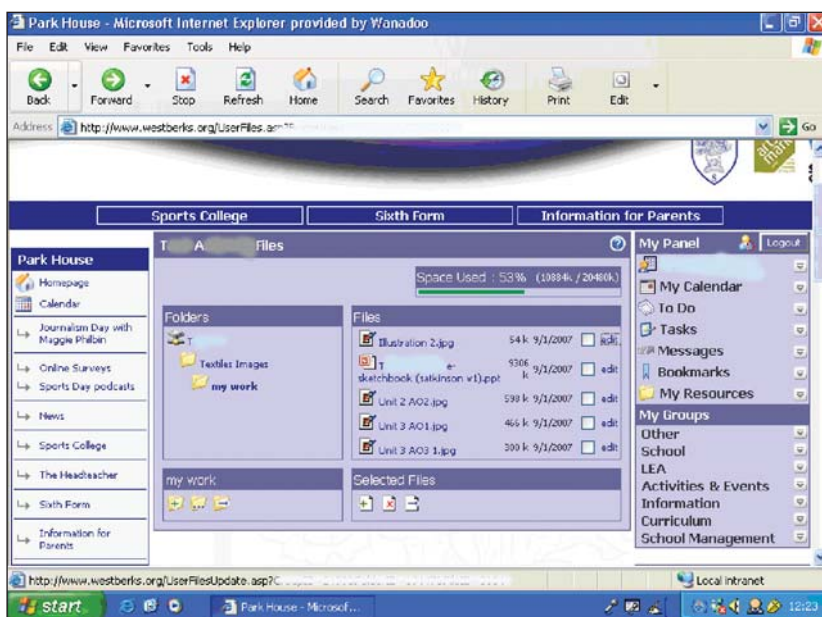 Park House - Microsoft Internet Explorer provided by Wanadoo
File Edit View Favorites Tools Help
Back Forward Stop Refresh Home Search Favorites History Print Edit
Address http://www.westberks.org/UserFiles.asp? Go
Sports College Sixth Form Information for Parents
Park House
Homepage
Calendar
Journalism Day with
Maggie Philbin
Online Surveys
Sports Day podcasts
News
Sports College
The Headteacher
Sixth Form
Information for
Parents
T A Files
Space Used : 53% (10884k / 20480k)
Folders
T
Textiles Images
my work
Files
Illustration 2.jpg 54 k 9/1/2007 edit
T e-
sketchbook (satkinson v1).ppt 9306 k 9/1/2007 edit
Unit 2 AO2.jpg 598 k 9/1/2007 edit
Unit 3 AO1.jpg 466 k 9/1/2007 edit
Unit 3 AO3 1.jpg 300 k 9/1/2007 edit
my work
Selected Files
My Panel Logout
My Calendar
To Do
Tasks
Messages
Bookmarks
My Resources
My Groups
Other
School
LEA
Activities & Events
Information
Curriculum
School Management
http://www.westberks.org/UserFilesUpdate.asp? Local intranet
start Park House - Microsof... 12:23